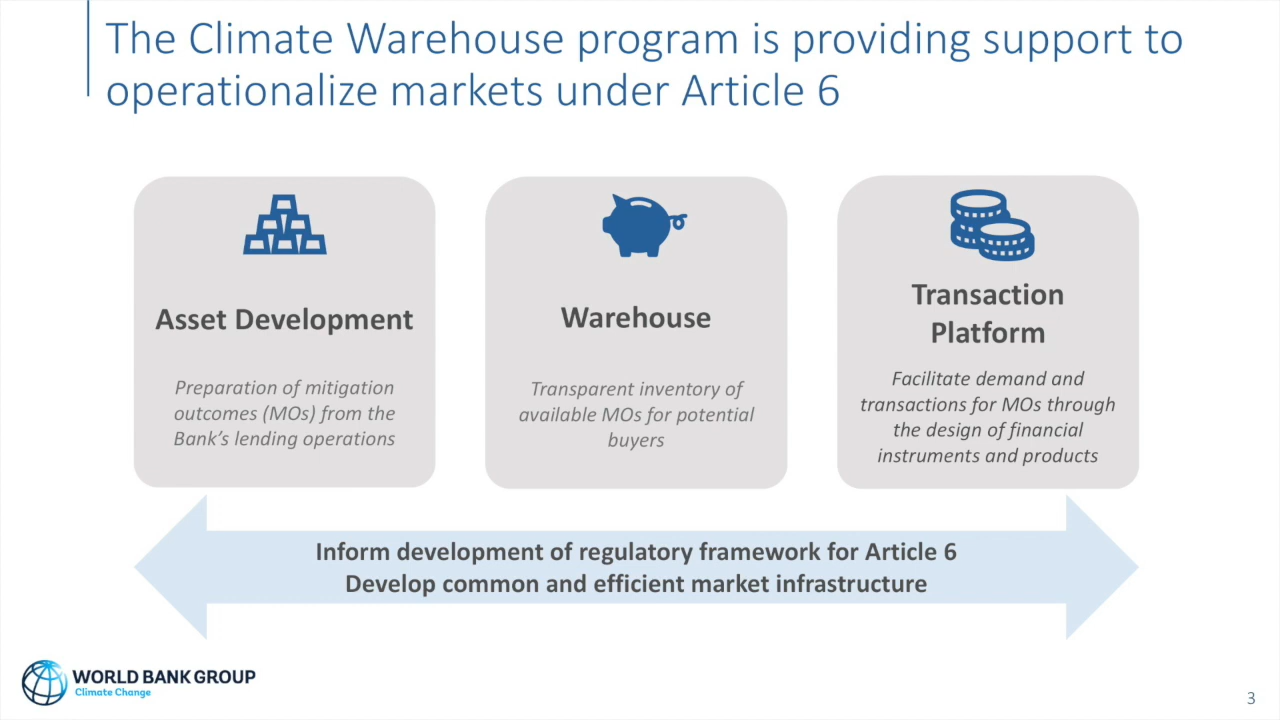 The Climate Warehouse program is providing support to
operationalize markets under Article 6
Asset Development
Preparation of mitigation
outcomes (MOs) from the
Bank’s lending operations
Warehouse
Transparent inventory of
available MOs for potential
buyers
Transaction
Platform
Facilitate demand and
transactions for MOs through
the design of financial
instruments and products
Inform development of regulatory framework for Article 6
Develop common and efficient market infrastructure
WORLD BANK GROUP
Climate Change
3